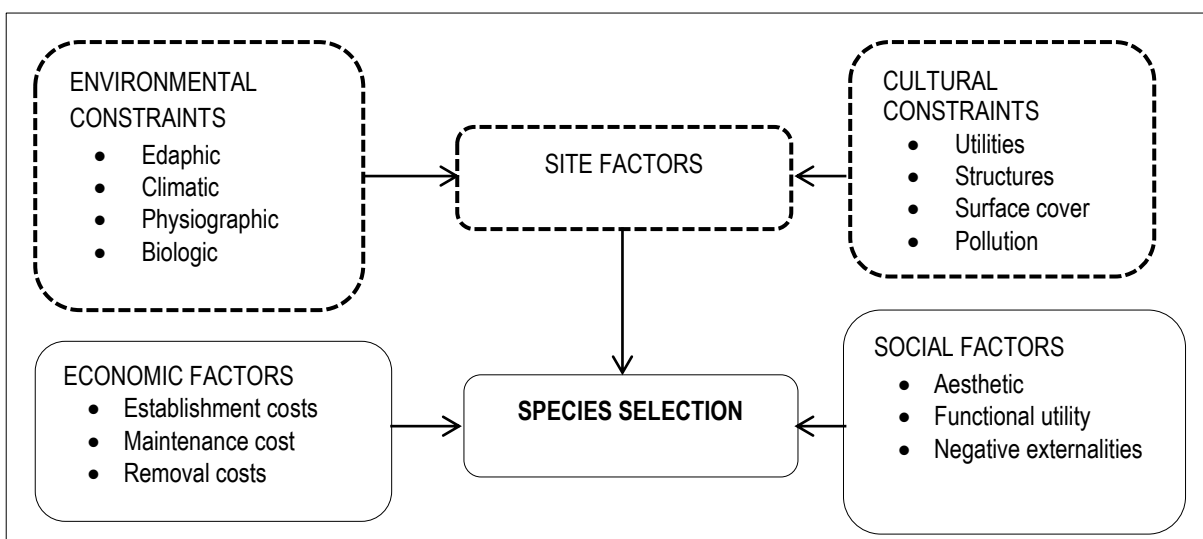 ENVIRONMENTAL
CONSTRAINTS
• Edaphic
• Climatic
• Physiographic
• Biologic
SITE FACTORS
CULTURAL
CONSTRAINTS
• Utilities
• Structures
• Surface cover
• Pollution
ECONOMIC FACTORS
• Establishment costs
• Maintenance cost
• Removal costs
SPECIES SELECTION
SOCIAL FACTORS
• Aesthetic
• Functional utility
• Negative externalities